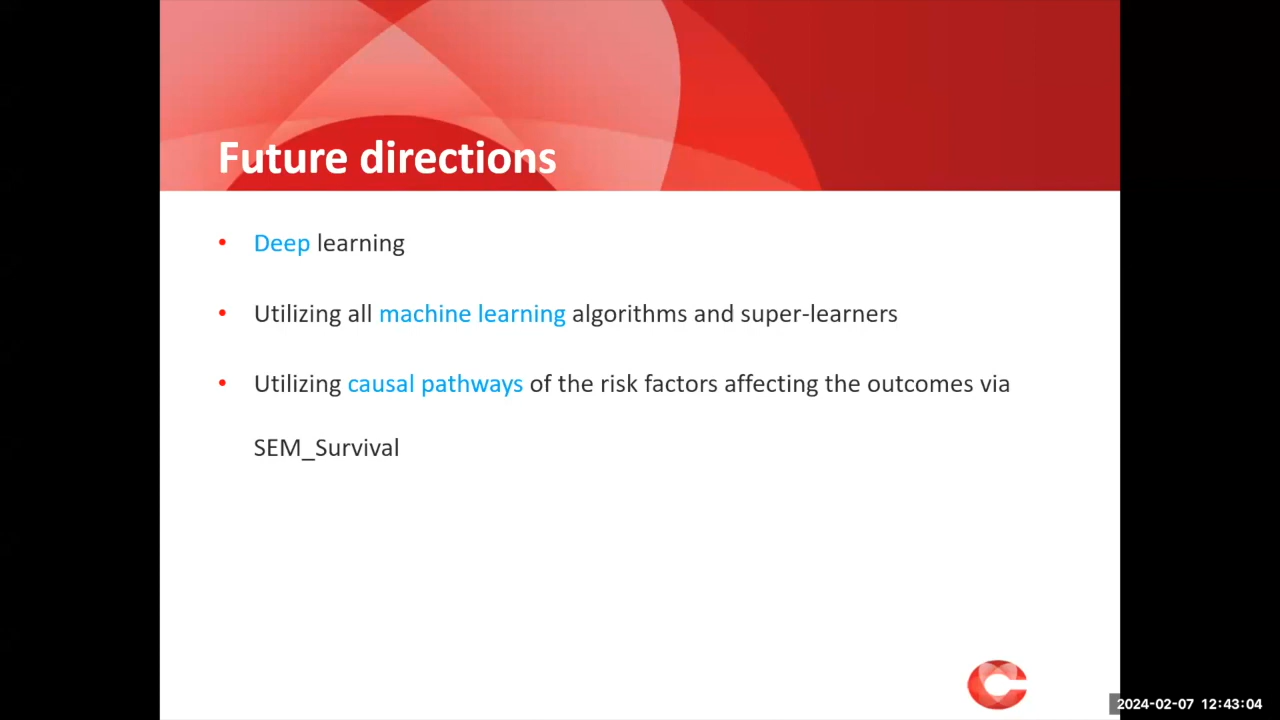 Future directions
• Deep learning
• Utilizing all machine learning algorithms and super-learners
• Utilizing causal pathways of the risk factors affecting the outcomes via
SEM_Survival
2024-02-07 12:43:04